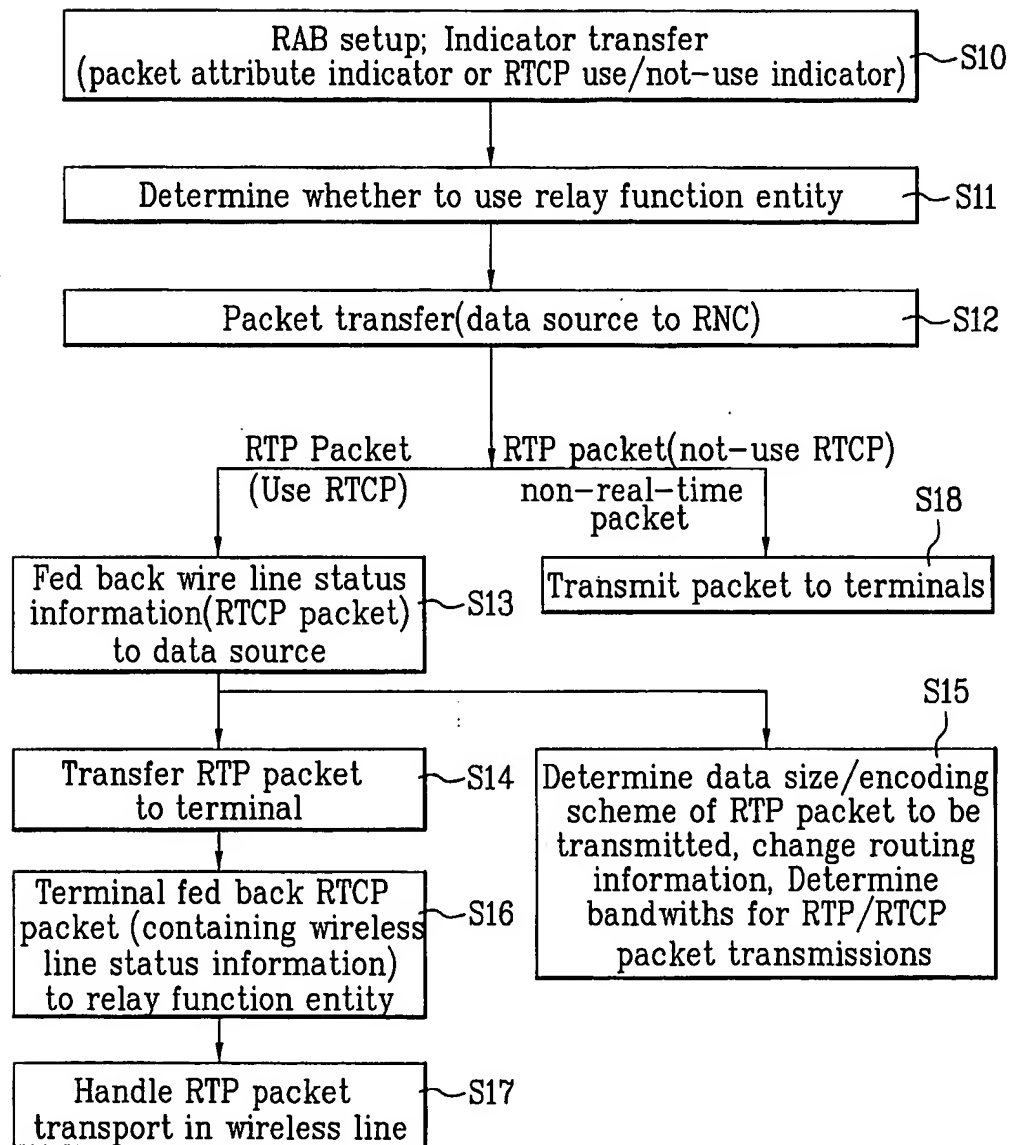 RAB setup; Indicator transfer
(packet attribute indicator or RTCP use/not-use indicator)
S10
Determine whether to use relay function entity
S11
Packet transfer(data source to RNC)
S12
RTP Packet
(Use RTCP)
RTP packet(not-use RTCP)
non-real-time
packet
S18
Fed back wire line status
information(RTCP packet)
to data source
S13
Transmit packet to terminals
S15
Transfer RTP packet
to terminal
S14
Determine data size/encoding
scheme of RTP packet to be
transmitted, change routing
information, Determine
bandwiths for RTP/RTCP
packet transmissions
Terminal fed back RTCP
packet (containing wireless
line status information)
to relay function entity
S16
Handle RTP packet
transport in wireless line
S17